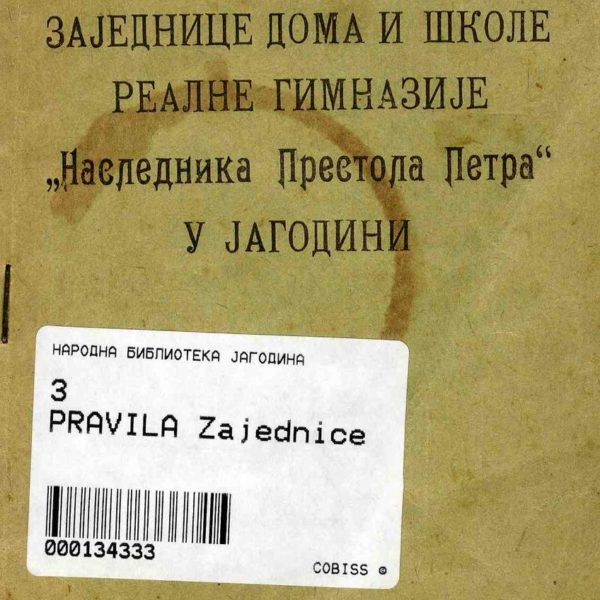 ЗАЈЕДНИЦЕ ДОМА И ШКОЛЕ
РЕАЛНЕ ГИМНАЗИЈЕ
„Наследника Престола Петра“
У ЈАГОДИНИ
НАРОДНА БИБЛИОТЕКА ЈАГОДИНА
3
PRAVILA Zajednice
000134333
COBISS ©